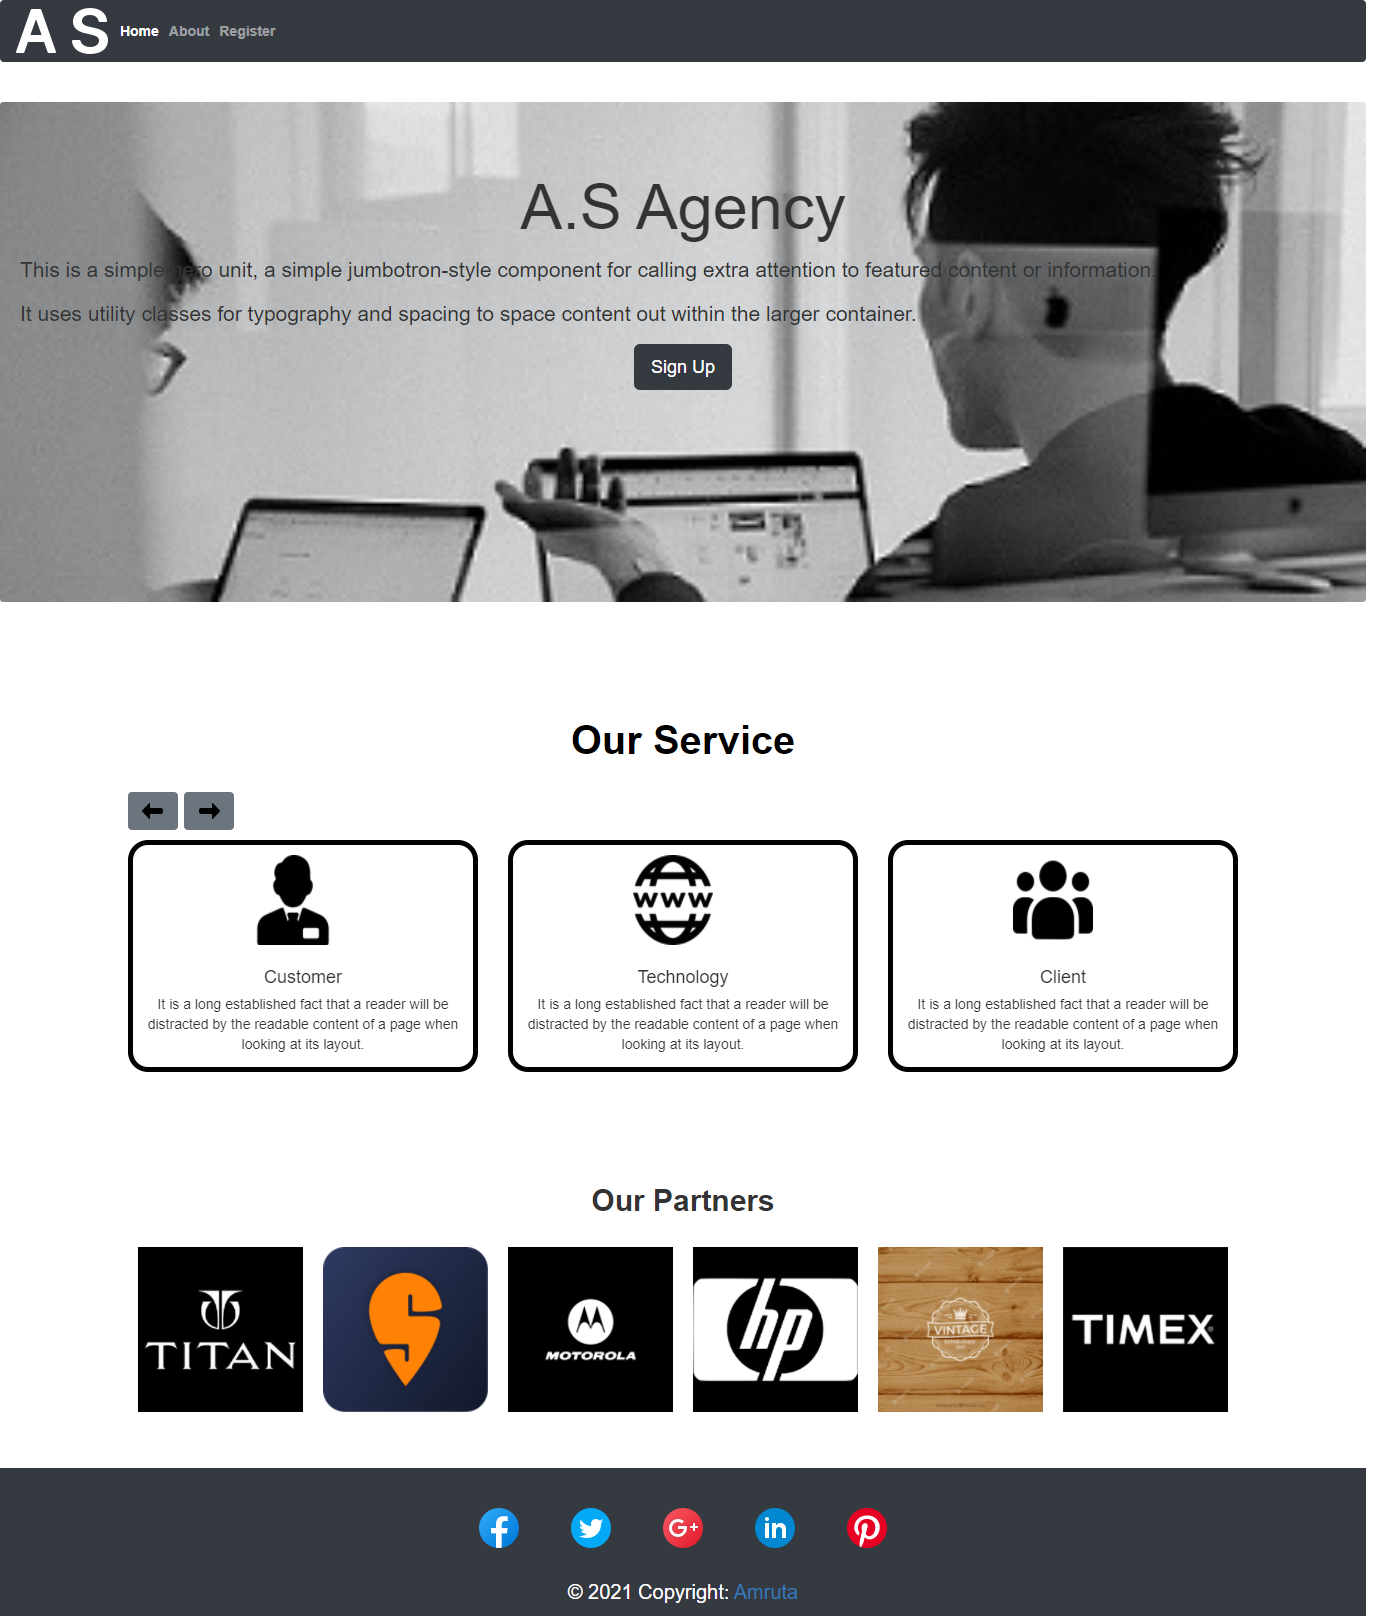 A S Home About Register
A.S Agency
This is a simple hero unit, a simple jumbotron-style component for calling extra attention to featured content or information.
It uses utility classes for typography and spacing to space content out within the larger container.
Sign Up
Our Service
www
Customer
It is a long established fact that a reader will be
distracted by the readable content of a page when
looking at its layout.
Technology
It is a long established fact that a reader will be
distracted by the readable content of a page when
looking at its layout.
Client
It is a long established fact that a reader will be
distracted by the readable content of a page when
looking at its layout.
Our Partners
TITAN
MOTOROLA
hp
VINTAGE
TIMEX
f
G+
in
© 2021 Copyright: Amruta